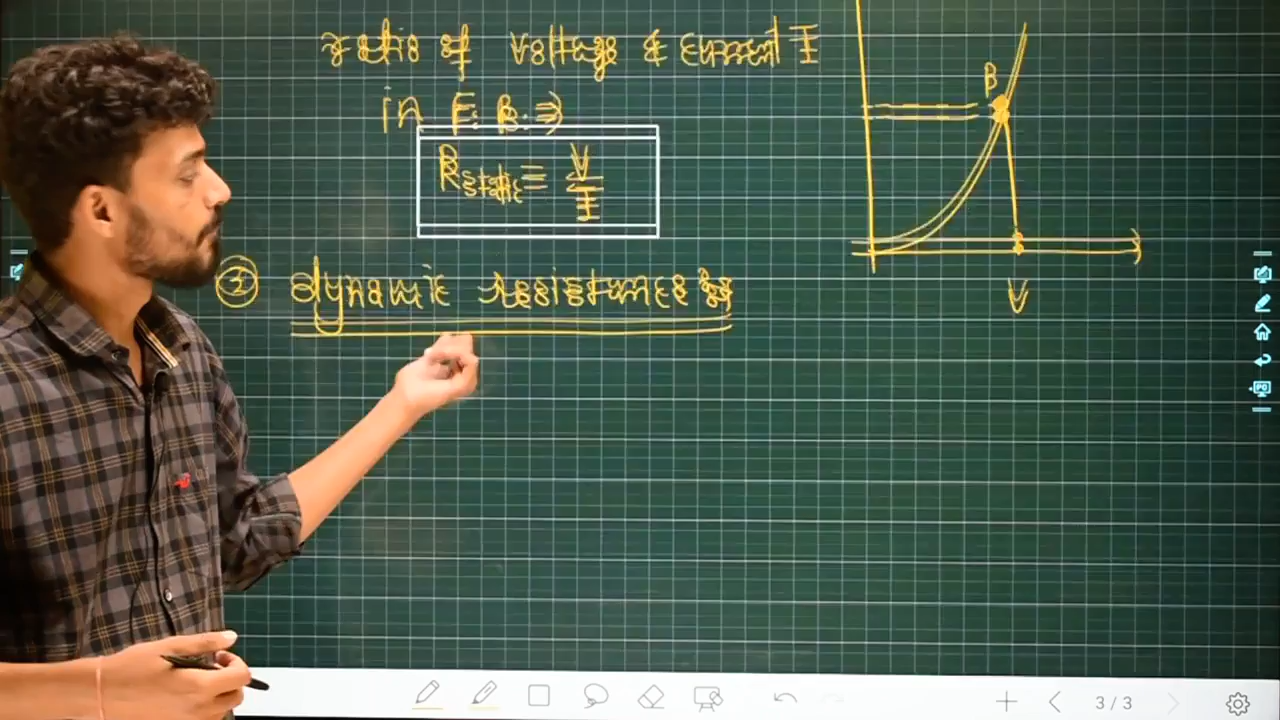 ratio of voltage & current I
in F. B. ⇒
B
Rstatic = V/I
② dynamic resistance :-
V
3/3